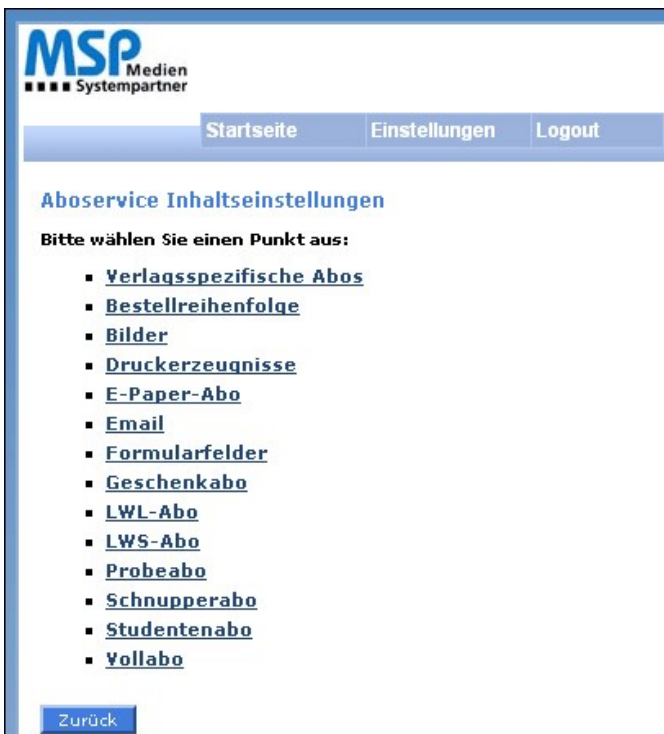 MSP Medien
Systempartner
Startseite Einstellungen Logout
Aboservice Inhaltseinstellungen
Bitte wählen Sie einen Punkt aus:
Verlagsspezifische Abos
Bestellreihenfolge
Bilder
Druckerzeugnisse
E-Paper-Abo
Email
Formularfelder
Geschenkabo
LWL-Abo
LWS-Abo
Probeabo
Schnupperabo
Studentenabo
Vollabo
Zurück